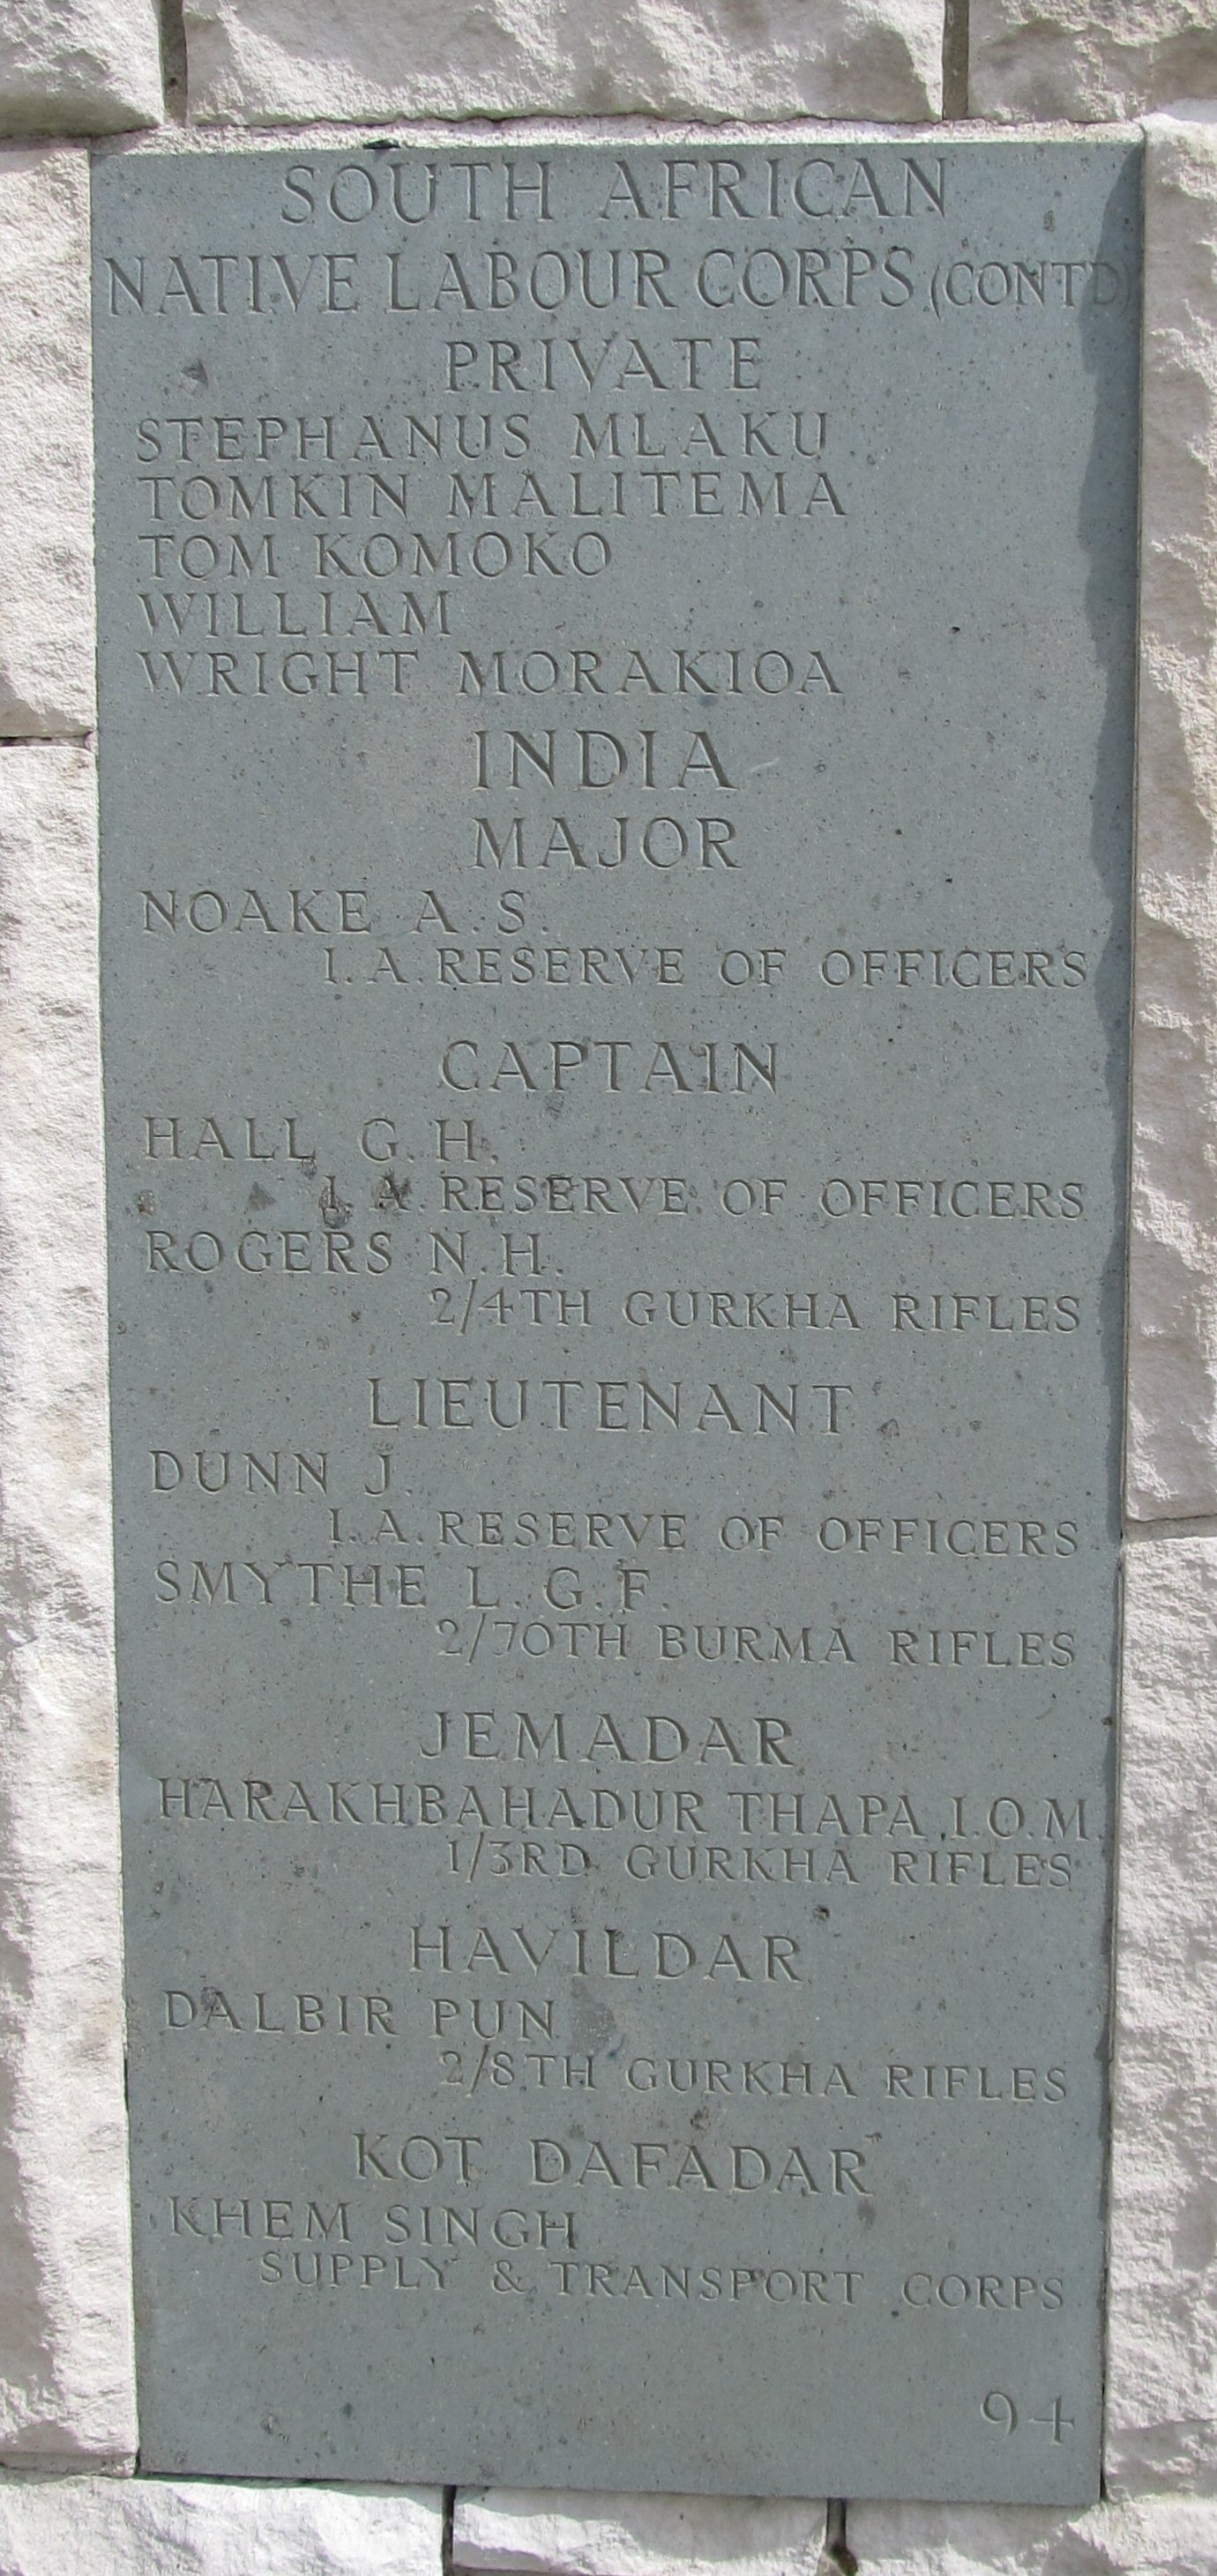 SOUTH AFRICAN
NATIVE LABOUR CORPS (CONTD)
PRIVATE
STEPHANUS MLAKU
TOMKIN MALITEMA
TOM KOMOKO
WILLIAM
WRIGHT MORAKIOA
INDIA
MAJOR
NOAKE A. S.
I. A. RESERVE OF OFFICERS
CAPTAIN
HALL G. H.
I. A. RESERVE OF OFFICERS
ROGERS N. H.
2/4TH GURKHA RIFLES
LIEUTENANT
DUNN J.
I. A. RESERVE OF OFFICERS
SMYTHE L. G. F.
2/70TH BURMA RIFLES
JEMADAR
HARAKHBAHADUR THAPA I.O.M.
1/3RD GURKHA RIFLES
HAVILDAR
DALBIR PUN
2/8TH GURKHA RIFLES
KOT DAFADAR
KHEM SINGH
SUPPLY & TRANSPORT CORPS
94